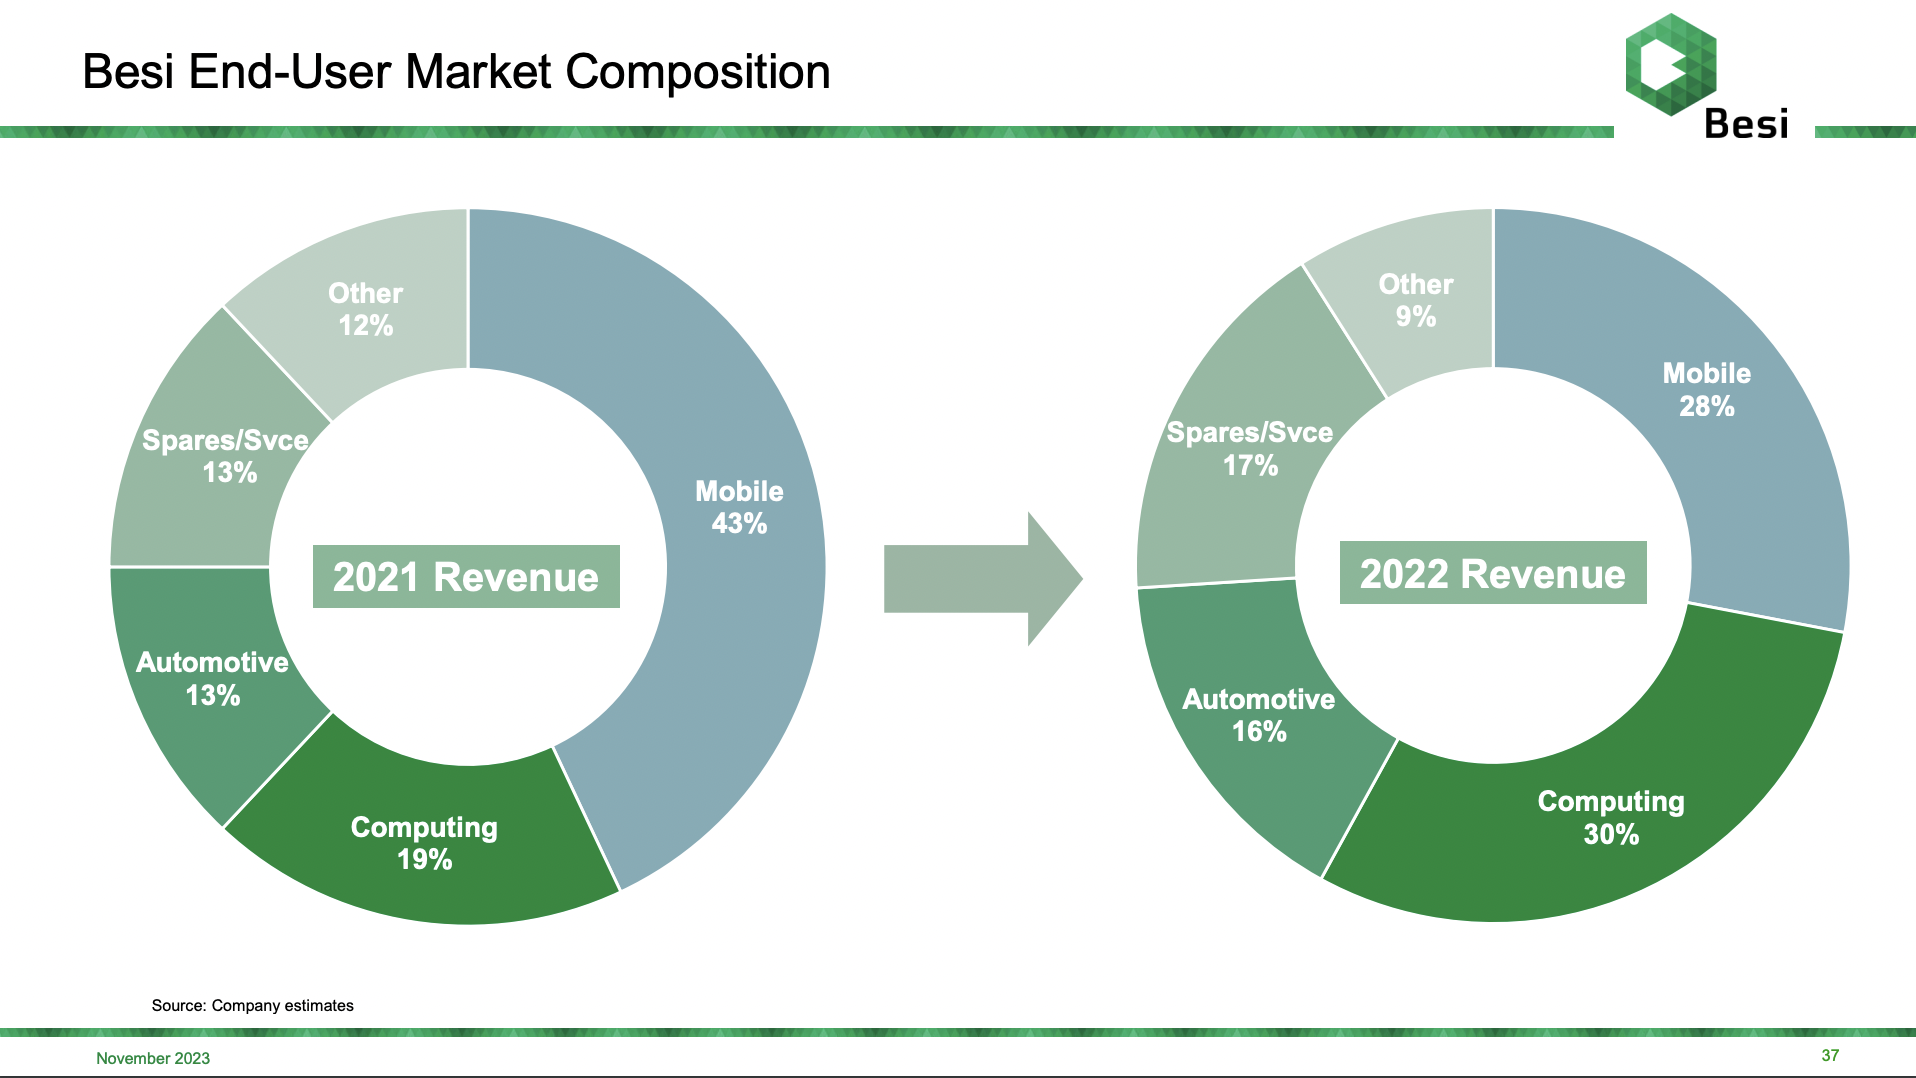 Besi End-User Market Composition
Besi
Other
12%
Spares/Svce
13%
Mobile
43%
2021 Revenue
Automotive
13%
Computing
19%
Other
9%
Mobile
28%
Spares/Svce
17%
2022 Revenue
Automotive
16%
Computing
30%
Source: Company estimates
November 2023
37